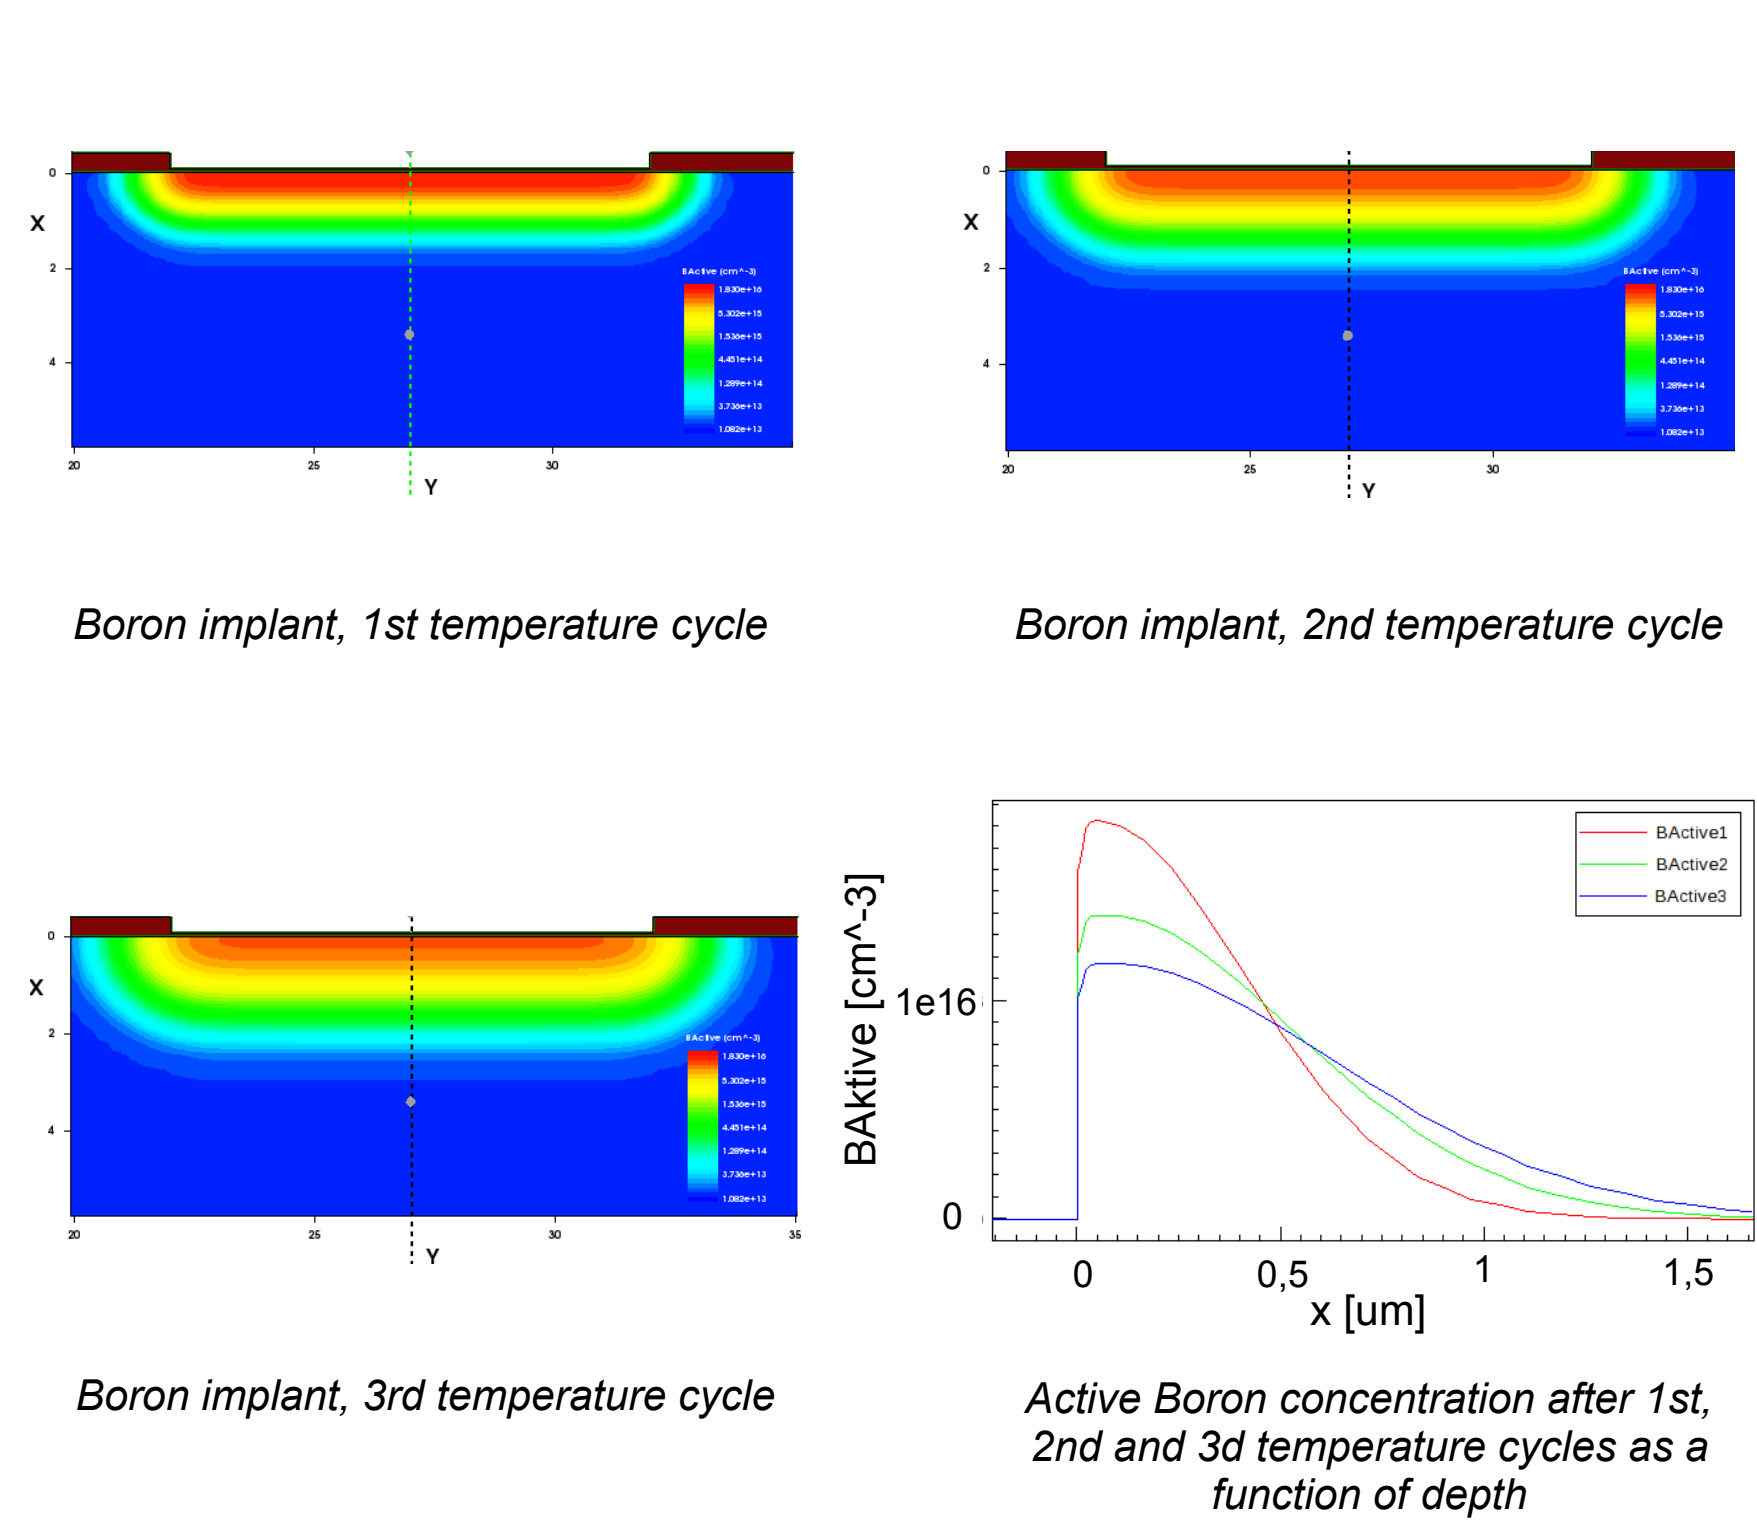 0
X
2
4
BActive (cm^-3)
1.830e+16
5.302e+15
1.536e+15
4.451e+14
1.289e+14
3.736e+13
1.082e+13
20
25
30
Y
Boron implant, 1st temperature cycle
0
X
2
4
BActive (cm^-3)
1.830e+16
5.302e+15
1.536e+15
4.451e+14
1.289e+14
3.736e+13
1.082e+13
20
25
30
Y
Boron implant, 2nd temperature cycle
0
X
2
4
BActive (cm^-3)
1.830e+16
5.302e+15
1.536e+15
4.451e+14
1.289e+14
3.736e+13
1.082e+13
20
25
30
35
Y
Boron implant, 3rd temperature cycle
BActive1
BActive2
BActive3
BAktive [cm^-3]
1e16
0
0
0,5
1
1,5
x [um]
Active Boron concentration after 1st,
2nd and 3d temperature cycles as a
function of depth